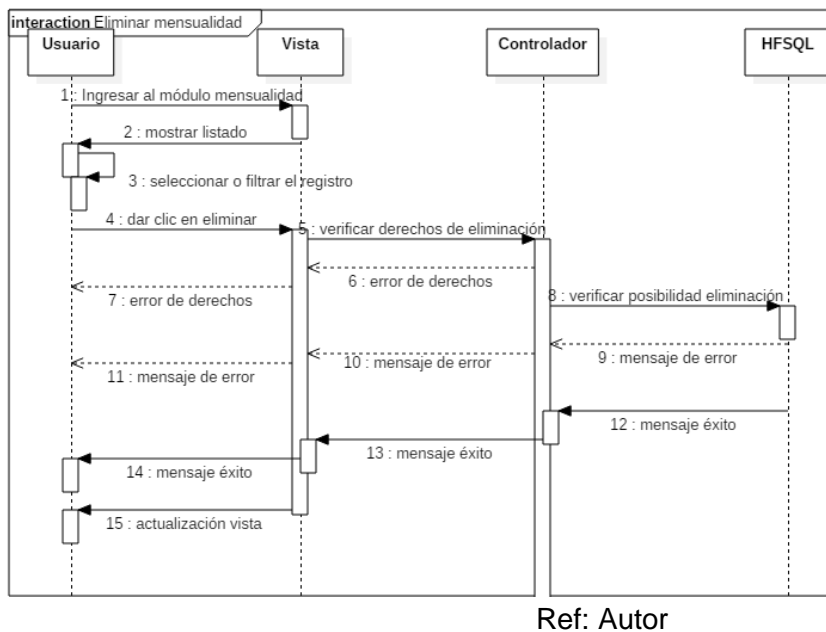 interaction Eliminar mensualidad
Usuario
Vista
Controlador
HFSQL
1 : Ingresar al módulo mensualidad
2 : mostrar listado
3 : seleccionar o filtrar el registro
4 : dar clic en eliminar
5 : verificar derechos de eliminación
6 : error de derechos
7 : error de derechos
8 : verificar posibilidad eliminación
9 : mensaje de error
10 : mensaje de error
11 : mensaje de error
12 : mensaje éxito
13 : mensaje éxito
14 : mensaje éxito
15 : actualización vista
Ref: Autor